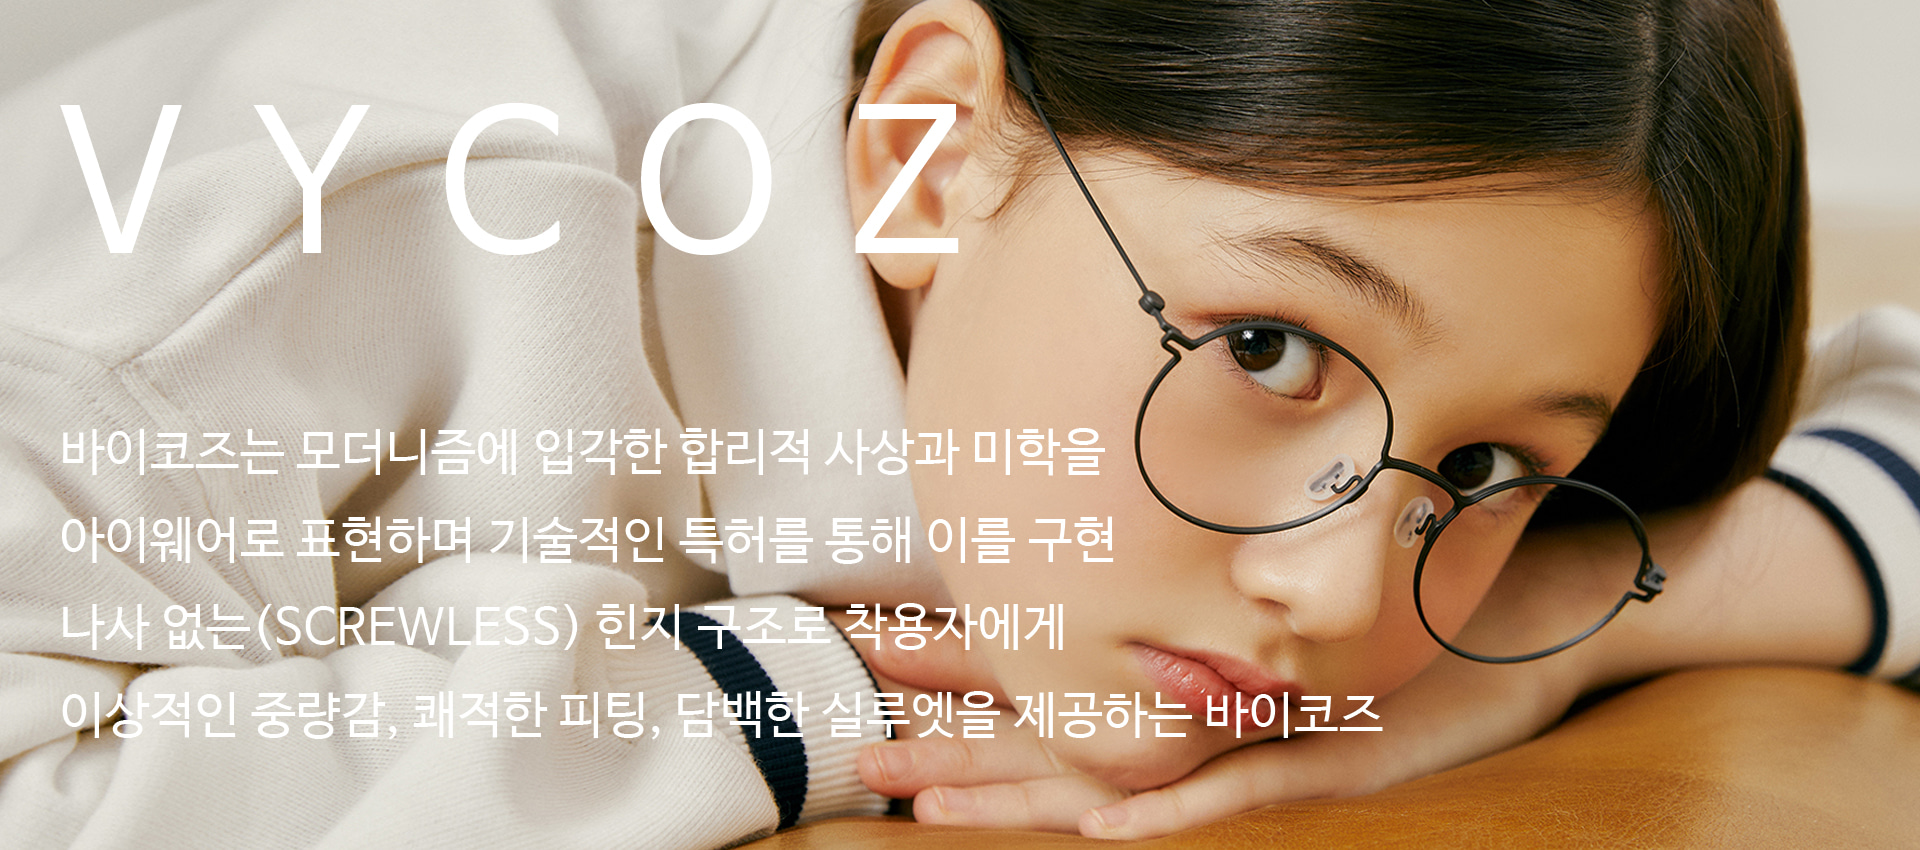 VYCOZ
바이코즈는 모더니즘에 입각한 합리적 사상과 미학을
아이웨어로 표현하며 기술적인 특허를 통해 이를 구현
나사 없는(SCREWLESS) 힌지 구조로 착용자에게
이상적인 중량감, 쾌적한 피팅, 담백한 실루엣을 제공하는 바이코즈